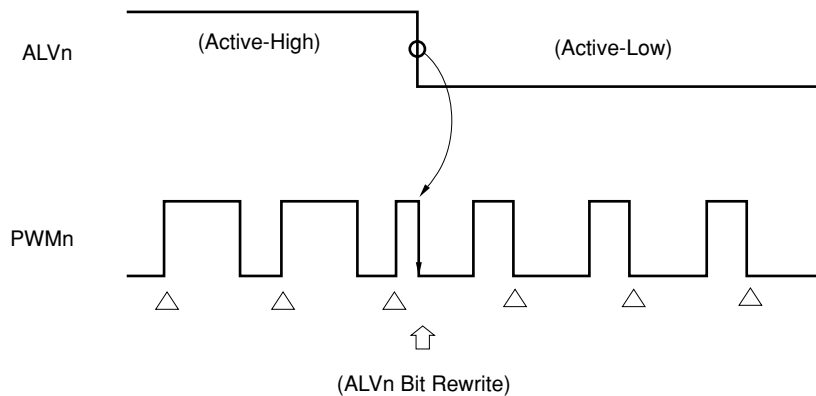 ALVn
(Active-High)
(Active-Low)
PWMn
(ALVn Bit Rewrite)